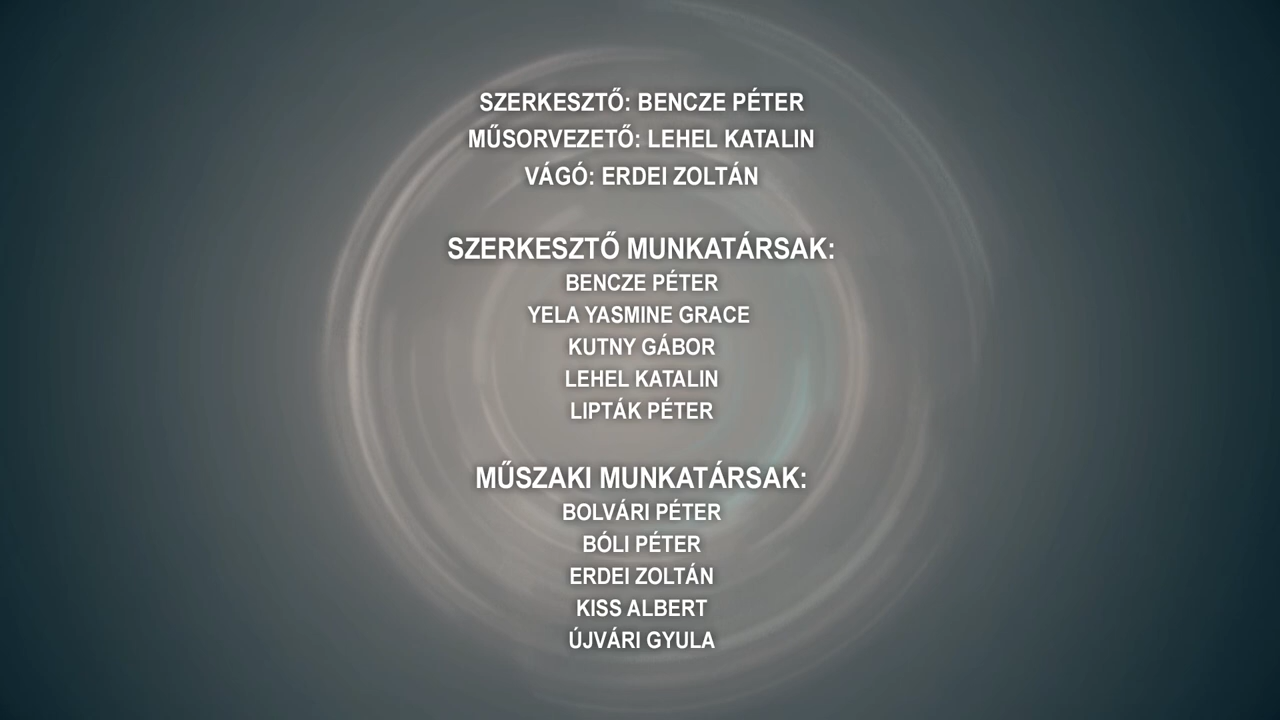 SZERKESZTŐ: BENCZE PÉTER
MŰSORVEZETŐ: LEHEL KATALIN
VÁGÓ: ERDEI ZOLTÁN
SZERKESZTŐ MUNKATÁRSAK:
BENCZE PÉTER
YELA YASMINE GRACE
KUTNY GÁBOR
LEHEL KATALIN
LIPTÁK PÉTER
MŰSZAKI MUNKATÁRSAK:
BOLVÁRI PÉTER
BÓLI PÉTER
ERDEI ZOLTÁN
KISS ALBERT
ÚJVÁRI GYULA